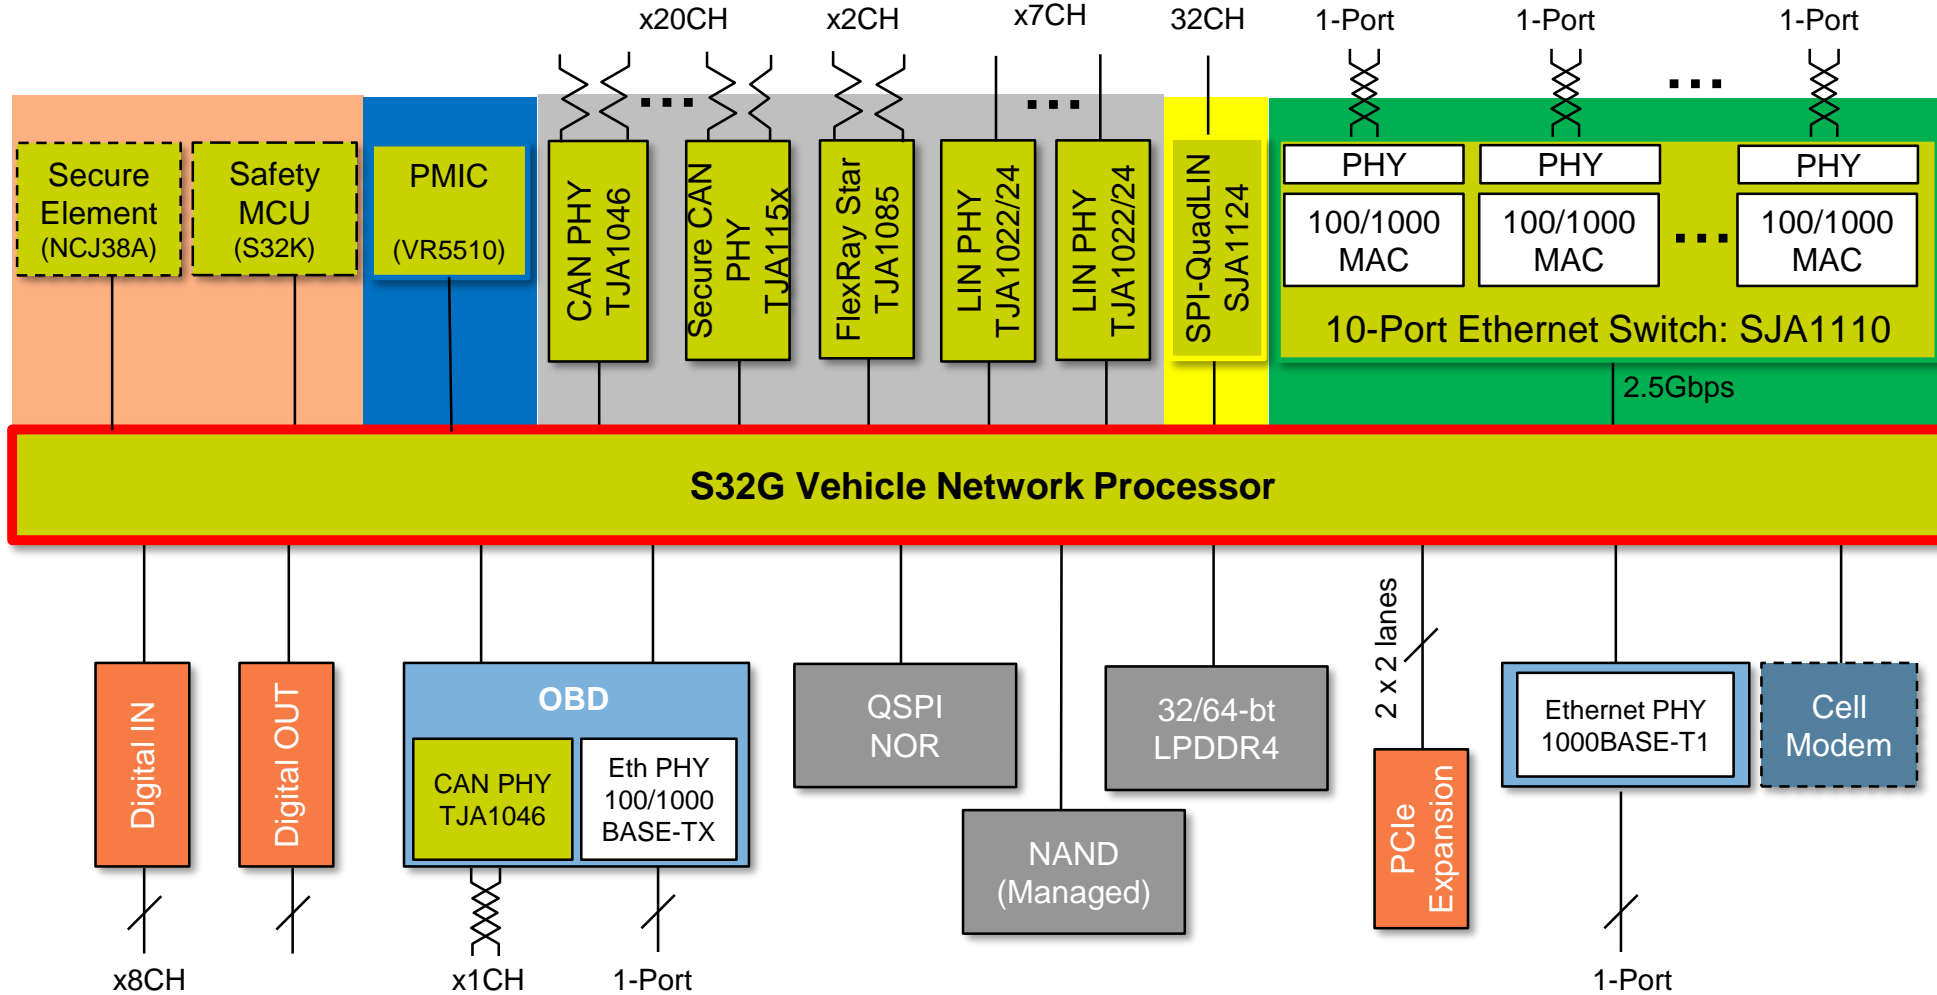 x20CH
x2CH
x7CH
32CH
1-Port
1-Port
1-Port
Secure
Element
(NCJ38A)
Safety
MCU
(S32K)
PMIC
(VR5510)
CAN PHY
TJA1046
Secure CAN
PHY
TJA115x
FlexRay Star
TJA1085
LIN PHY
TJA1022/24
LIN PHY
TJA1022/24
SPI-QuadLIN
SJA1124
PHY
100/1000
MAC
PHY
100/1000
MAC
PHY
100/1000
MAC
10-Port Ethernet Switch: SJA1110
2.5Gbps
S32G Vehicle Network Processor
Digital IN
x8CH
Digital OUT
OBD
CAN PHY
TJA1046
Eth PHY
100/1000
BASE-TX
x1CH
1-Port
QSPI
NOR
NAND
(Managed)
32/64-bt
LPDDR4
2 x 2 lanes
PCIe
Expansion
Ethernet PHY
1000BASE-T1
1-Port
Cell
Modem